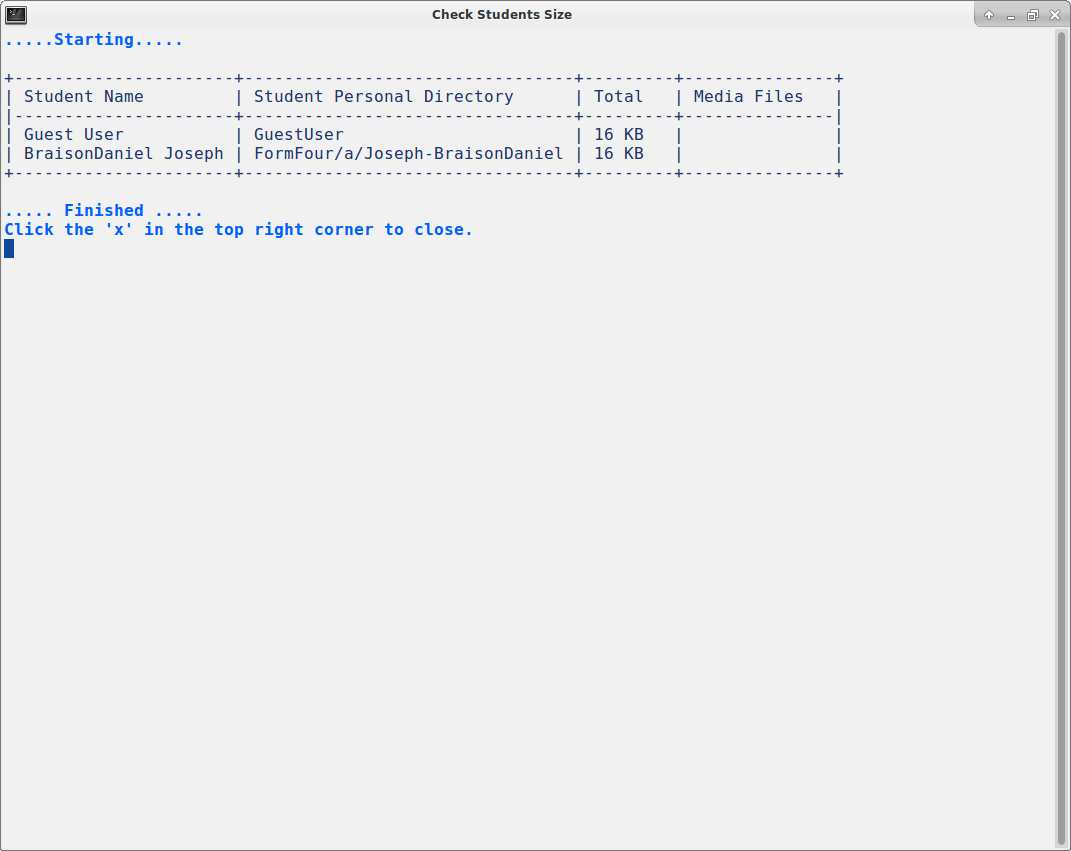 Check Students Size
.....Starting.....
+----------------------+---------------------------------+---------+---------------+
| Student Name         | Student Personal Directory      | Total   | Media Files   |
|----------------------+---------------------------------+---------+---------------|
| Guest User           | GuestUser                       | 16 KB   |               |
| BraisonDaniel Joseph | FormFour/a/Joseph-BraisonDaniel | 16 KB   |               |
+----------------------+---------------------------------+---------+---------------+
..... Finished .....
Click the 'x' in the top right corner to close.